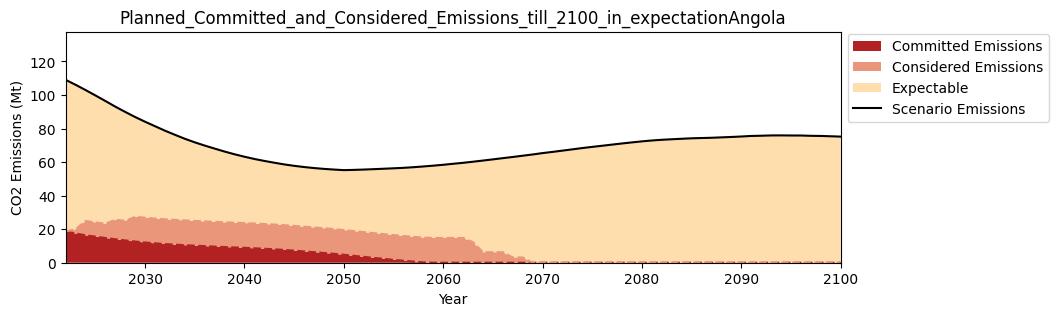 Planned_Committed_and_Considered_Emissions_till_2100_in_expectationAngola
Committed Emissions
Considered Emissions
Expectable
Scenario Emissions
CO2 Emissions (Mt)
120
100
80
60
40
20
0
2030
2040
2050
2060
2070
2080
2090
2100
Year